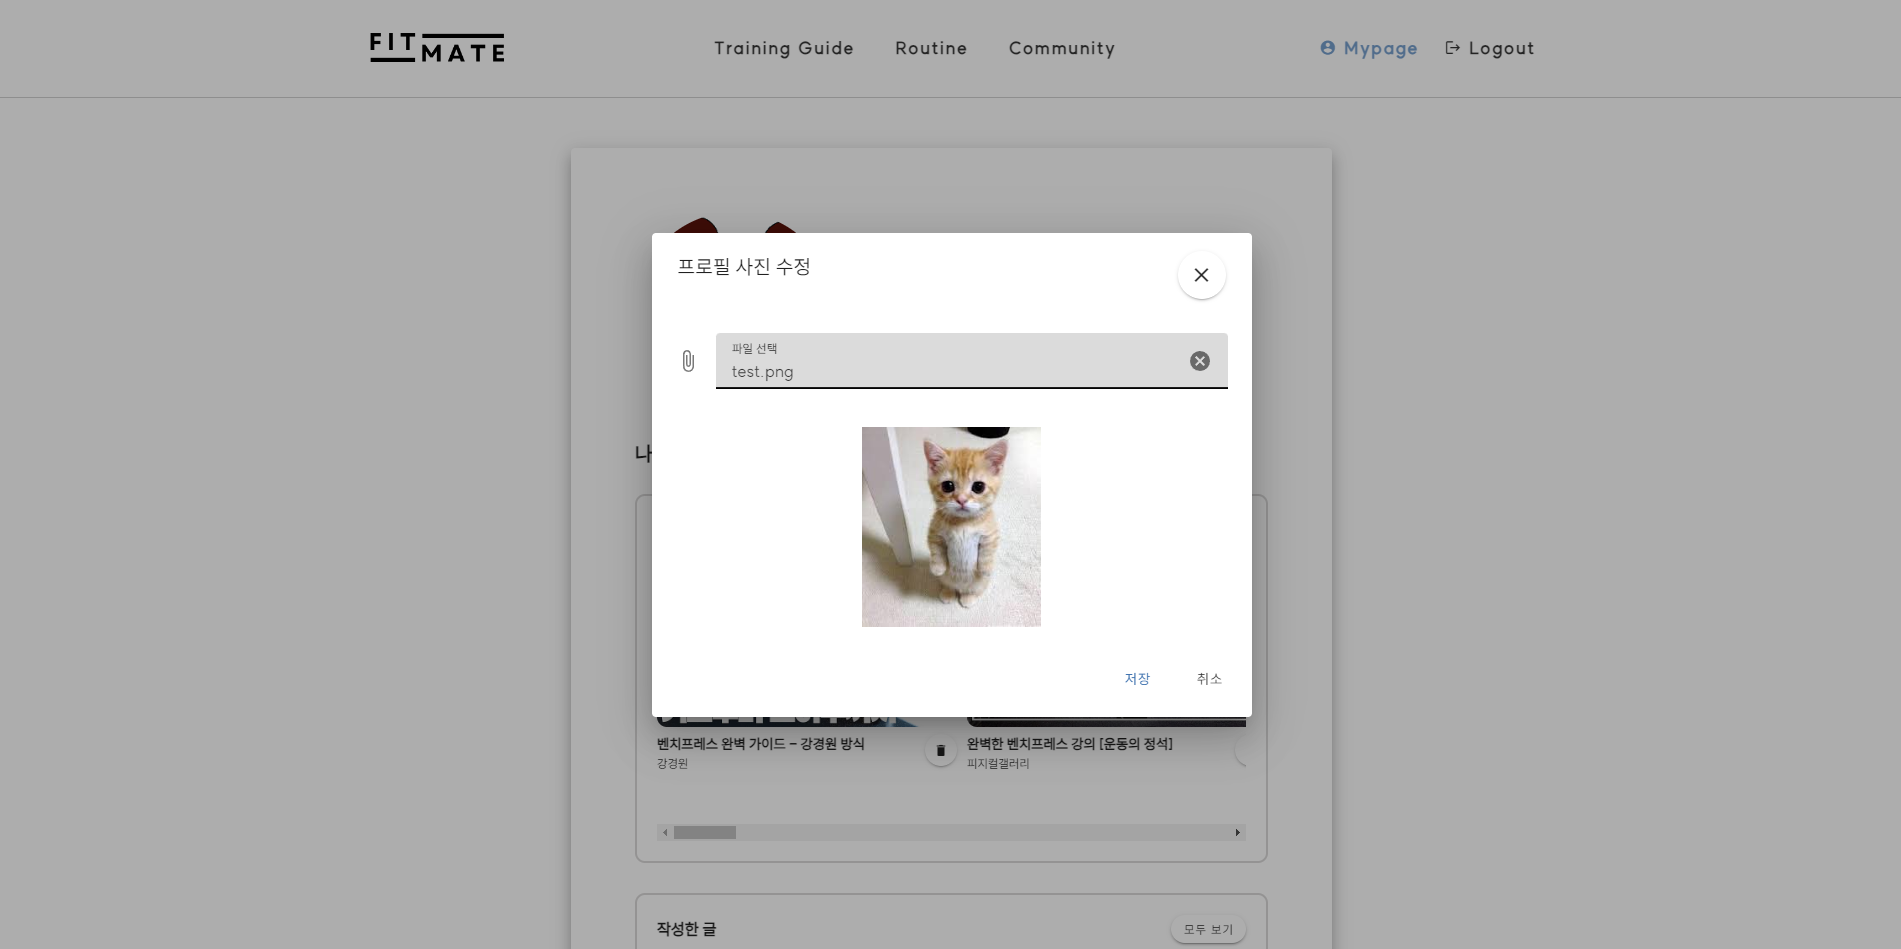 FITMATE
Training Guide
Routine
Community
Mypage
Logout
프로필 사진 수정
파일 선택
test.png
저장
취소
벤치프레스 완벽 가이드 - 강경원 방식
강경원
완벽한 벤치프레스 강의 [운동의 정석]
피지컬갤러리
작성한 글
모두 보기